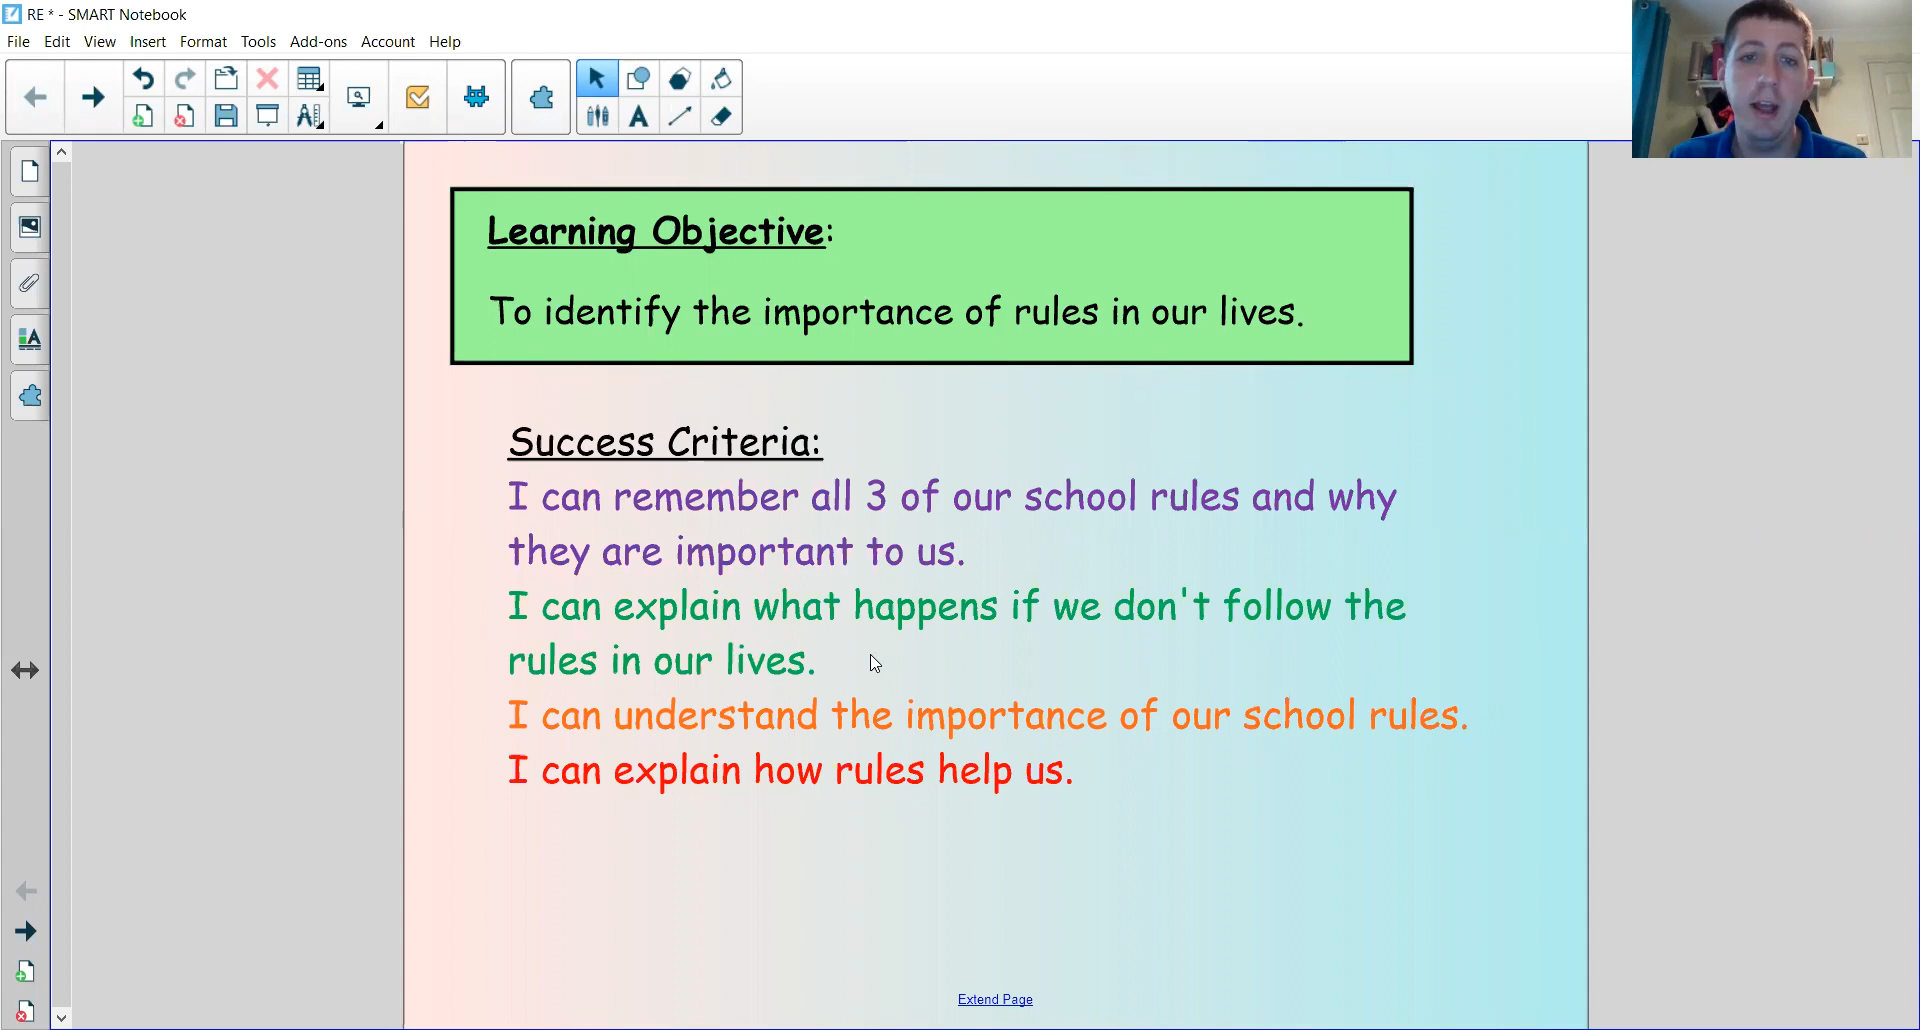 RE * - SMART Notebook
File Edit View Insert Format Tools Add-ons Account Help
Learning Objective:
To identify the importance of rules in our lives.
Success Criteria:
I can remember all 3 of our school rules and why
they are important to us.
I can explain what happens if we don't follow the
rules in our lives.
I can understand the importance of our school rules.
I can explain how rules help us.
Extend Page